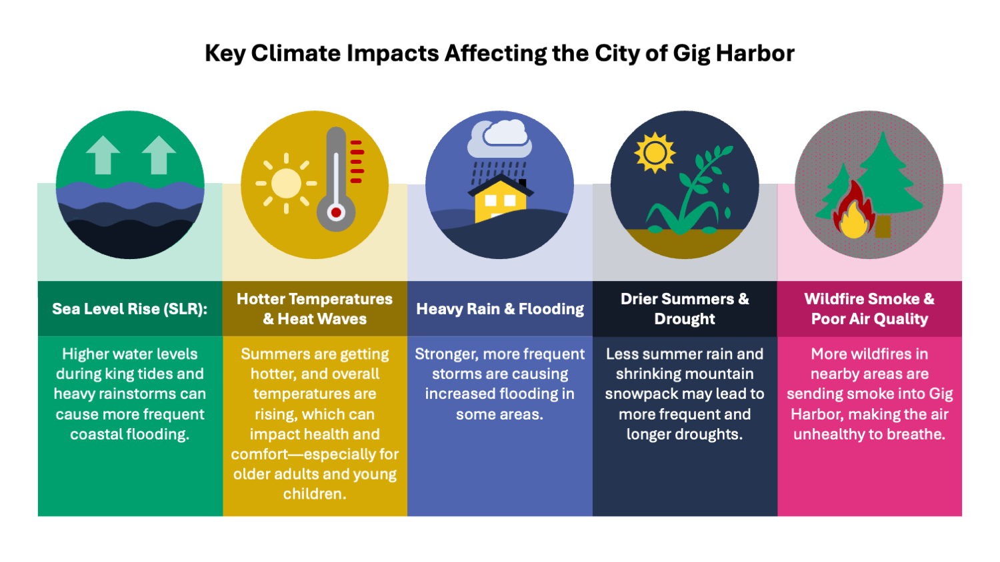 Key Climate Impacts Affecting the City of Gig Harbor
Sea Level Rise (SLR):
Higher water levels
during king tides and
heavy rainstorms can
cause more frequent
coastal flooding.
Hotter Temperatures
& Heat Waves
Summers are getting
hotter, and overall
temperatures are
rising, which can
impact health and
comfort—especially for
older adults and young
children.
Heavy Rain & Flooding
Stronger, more frequent
storms are causing
increased flooding in
some areas.
Drier Summers &
Drought
Less summer rain and
shrinking mountain
snowpack may lead to
more frequent and
longer droughts.
Wildfire Smoke &
Poor Air Quality
More wildfires in
nearby areas are
sending smoke into Gig
Harbor, making the air
unhealthy to breathe.